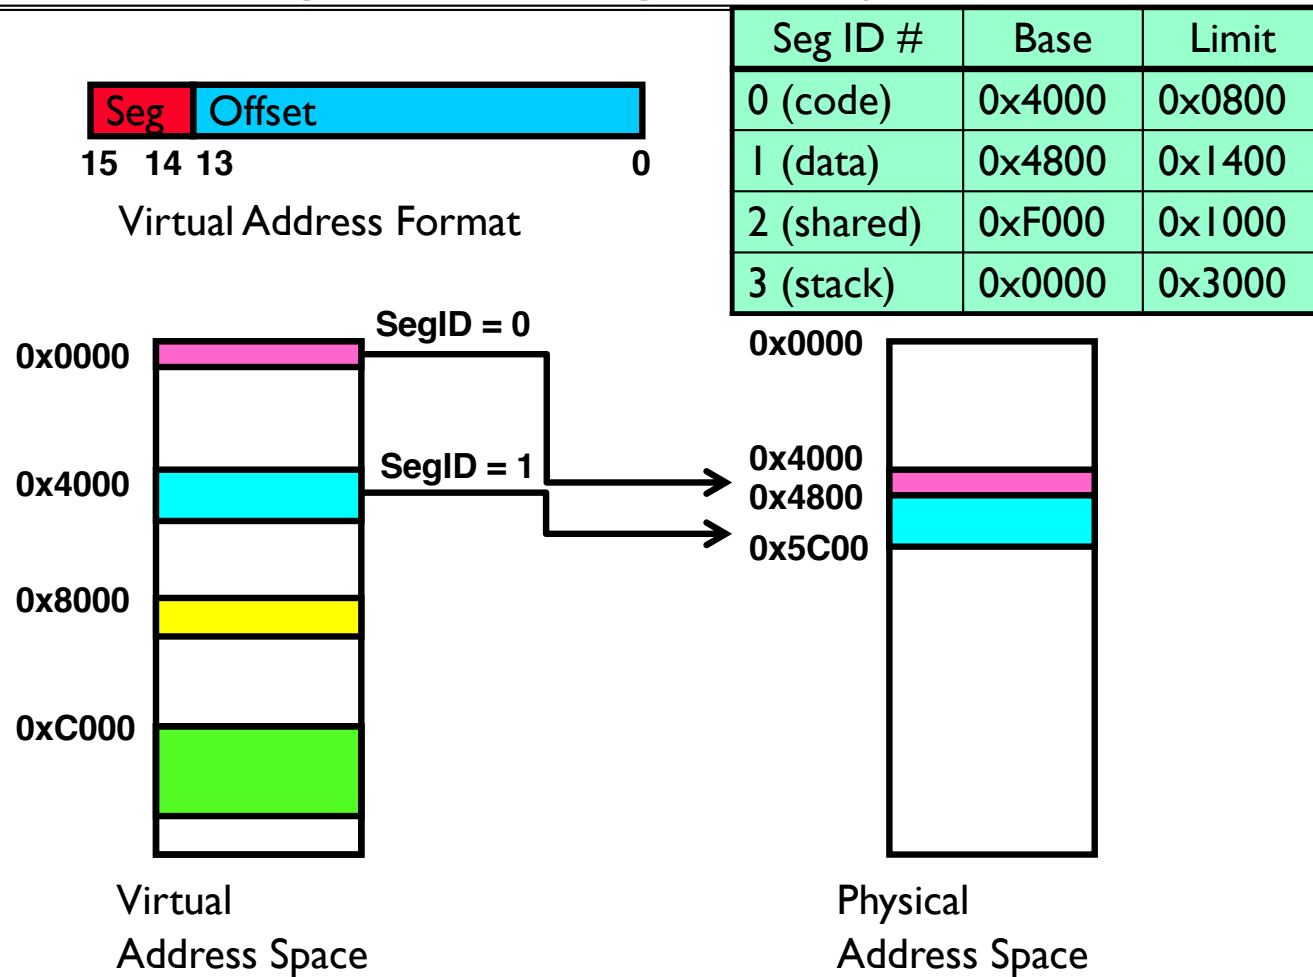 Seg ID # Base Limit
0 (code) 0x4000 0x0800
1 (data) 0x4800 0x1400
2 (shared) 0xF000 0x1000
3 (stack) 0x0000 0x3000
Seg Offset
15 14 13 0
Virtual Address Format
SegID = 0
0x0000
SegID = 1
0x4000
0x8000
0xC000
Virtual
Address Space
0x0000
0x4000
0x4800
0x5C00
Physical
Address Space